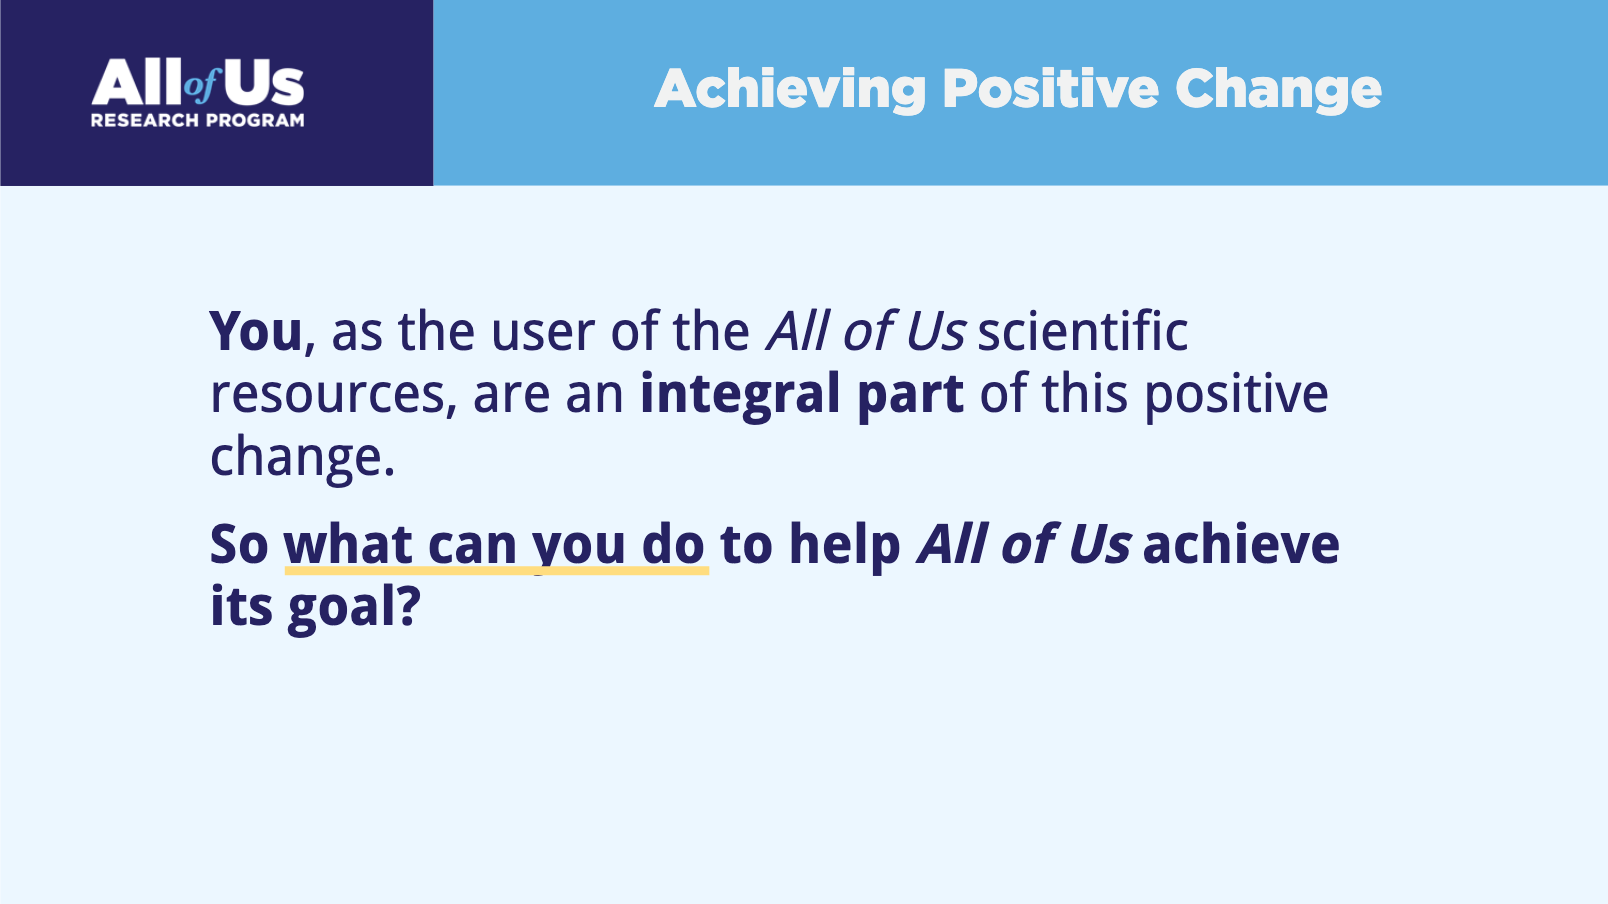 All of Us
RESEARCH PROGRAM
Achieving Positive Change
You, as the user of the All of Us scientific
resources, are an integral part of this positive
change.
So what can you do to help All of Us achieve
its goal?